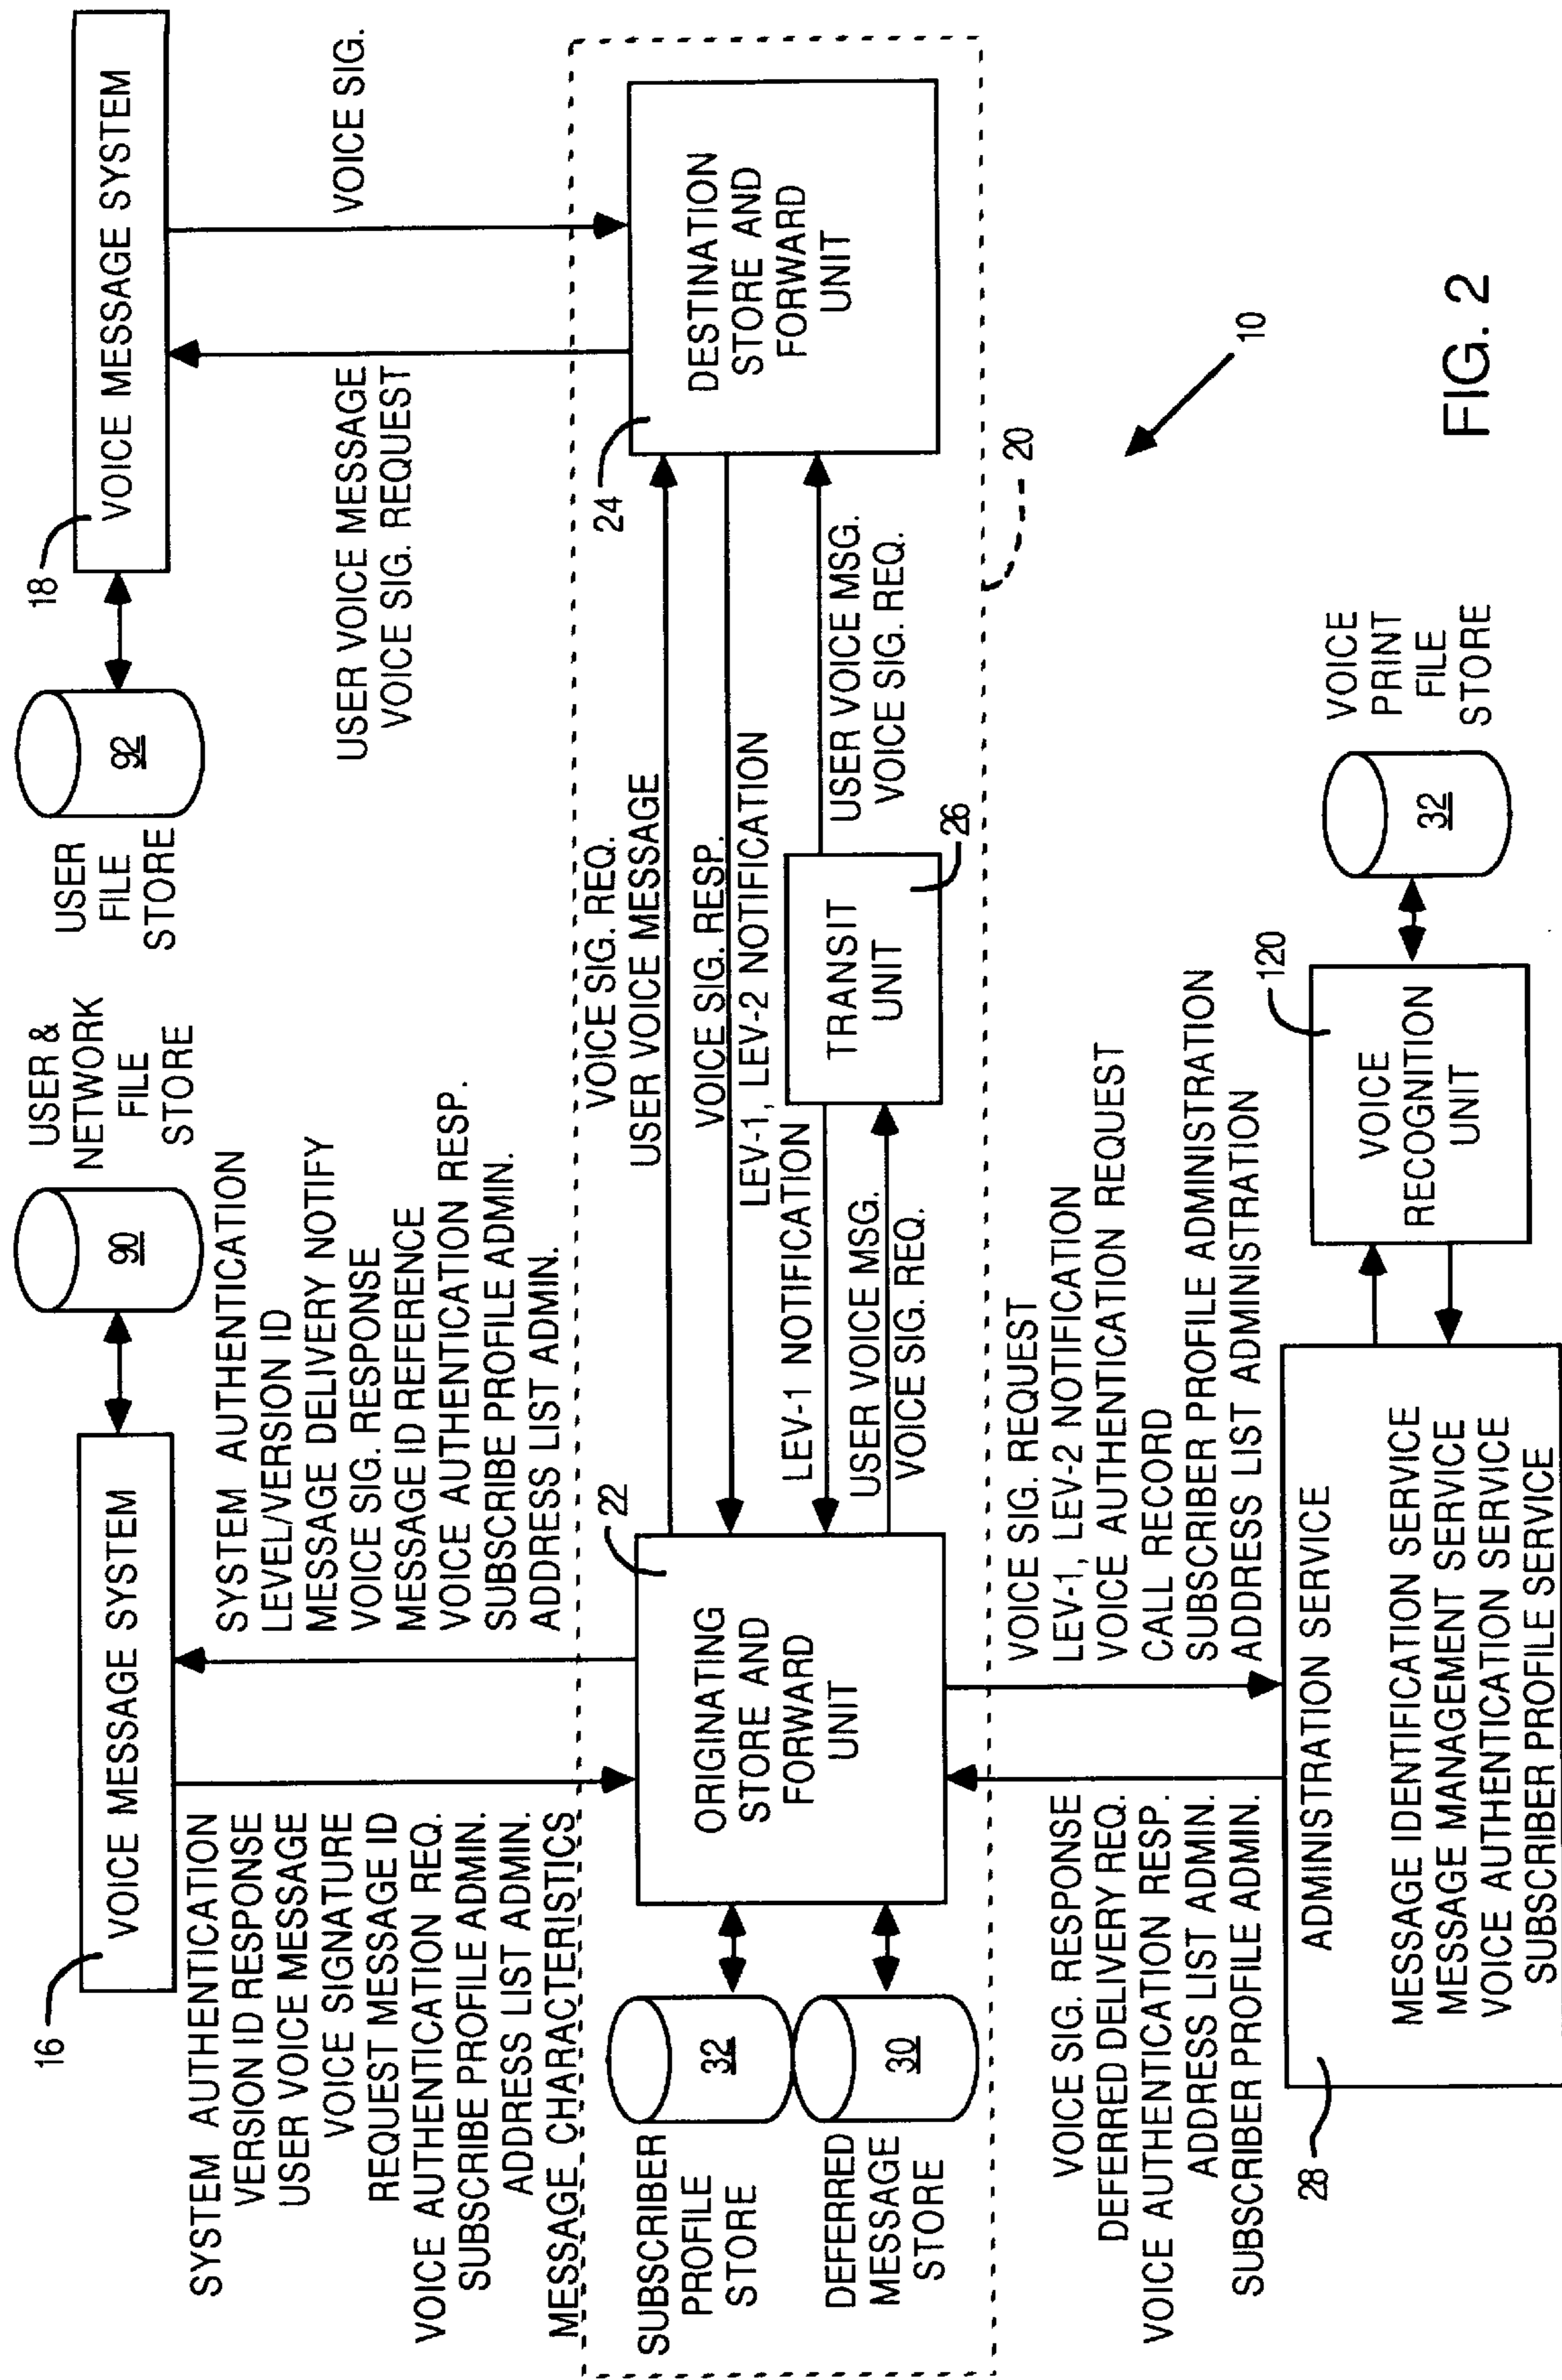 USER &
NETWORK
FILE
STORE
90
USER
FILE
STORE
92
16
VOICE MESSAGE SYSTEM
18
VOICE MESSAGE SYSTEM
SYSTEM AUTHENTICATION
VERSION ID RESPONSE
USER VOICE MESSAGE
VOICE SIGNATURE
REQUEST MESSAGE ID
VOICE AUTHENTICATION REQ.
SUBSCRIBE PROFILE ADMIN.
ADDRESS LIST ADMIN.
MESSAGE CHARACTERISTICS
SYSTEM AUTHENTICATION
LEVEL/VERSION ID
MESSAGE DELIVERY NOTIFY
VOICE SIG. RESPONSE
MESSAGE ID REFERENCE
VOICE AUTHENTICATION RESP.
SUBSCRIBE PROFILE ADMIN.
ADDRESS LIST ADMIN.
USER VOICE MESSAGE
VOICE SIG. REQUEST
VOICE SIG.
SUBSCRIBER
PROFILE
STORE
32
DEFERRED
MESSAGE
STORE
30
22
ORIGINATING
STORE AND
FORWARD
UNIT
VOICE SIG. REQ.
USER VOICE MESSAGE
VOICE SIG. RESP.
LEV-1, LEV-2 NOTIFICATION
LEV-1 NOTIFICATION
USER VOICE MSG.
VOICE SIG. REQ.
TRANSIT
UNIT
26
USER VOICE MSG.
VOICE SIG. REQ.
24
DESTINATION
STORE AND
FORWARD
UNIT
20
10
VOICE SIG. RESPONSE
DEFERRED DELIVERY REQ.
VOICE AUTHENTICATION RESP.
ADDRESS LIST ADMIN.
SUBSCRIBER PROFILE ADMIN.
VOICE SIG. REQUEST
LEV-1, LEV-2 NOTIFICATION
VOICE AUTHENTICATION REQUEST
CALL RECORD
SUBSCRIBER PROFILE ADMINISTRATION
ADDRESS LIST ADMINISTRATION
28
ADMINISTRATION SERVICE
MESSAGE IDENTIFICATION SERVICE
MESSAGE MANAGEMENT SERVICE
VOICE AUTHENTICATION SERVICE
SUBSCRIBER PROFILE SERVICE
120
VOICE
RECOGNITION
UNIT
VOICE
PRINT
FILE
STORE
32
FIG. 2